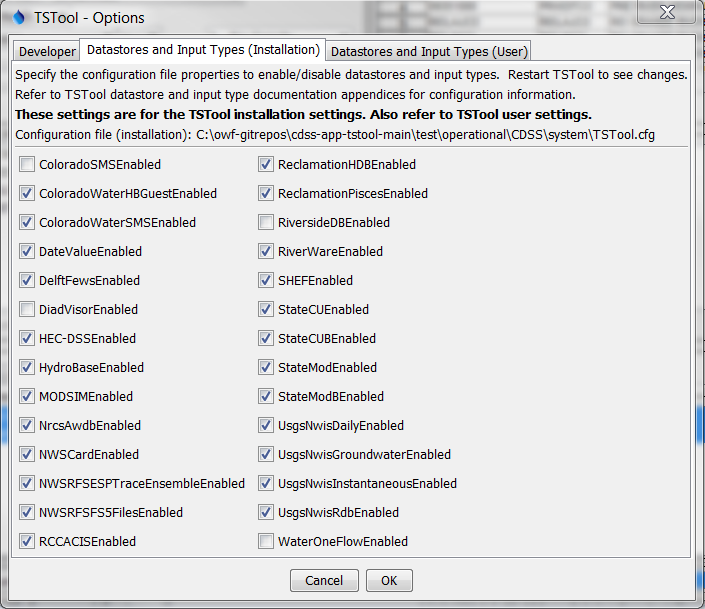 TSTool - Options
Developer
Datastores and Input Types (Installation)
Datastores and Input Types (User)
Specify the configuration file properties to enable/disable datastores and input types.  Restart TSTool to see changes.
Refer to TSTool datastore and input type documentation appendices for configuration information.
These settings are for the TSTool installation settings. Also refer to TSTool user settings.
Configuration file (installation): C:\owf-gitrepos\cdss-app-tstool-main\test\operational\CDSS\system\TSTool.cfg
ColoradoSMSEnabled
ColoradoWaterHBGuestEnabled
ColoradoWaterSMSEnabled
DateValueEnabled
DelftFewsEnabled
DiadVisorEnabled
HEC-DSSEnabled
HydroBaseEnabled
MODSIMEnabled
NrcsAwdbEnabled
NWSCardEnabled
NWSRFSESPTraceEnsembleEnabled
NWSRFSFS5FilesEnabled
RCCACISEnabled
ReclamationHDBEnabled
ReclamationPiscesEnabled
RiversideDBEnabled
RiverWareEnabled
SHEFEnabled
StateCUEnabled
StateCUBEnabled
StateModEnabled
StateModBEnabled
UsgsNwisDailyEnabled
UsgsNwisGroundwaterEnabled
UsgsNwisInstantaneousEnabled
UsgsNwisRdbEnabled
WaterOneFlowEnabled
Cancel
OK